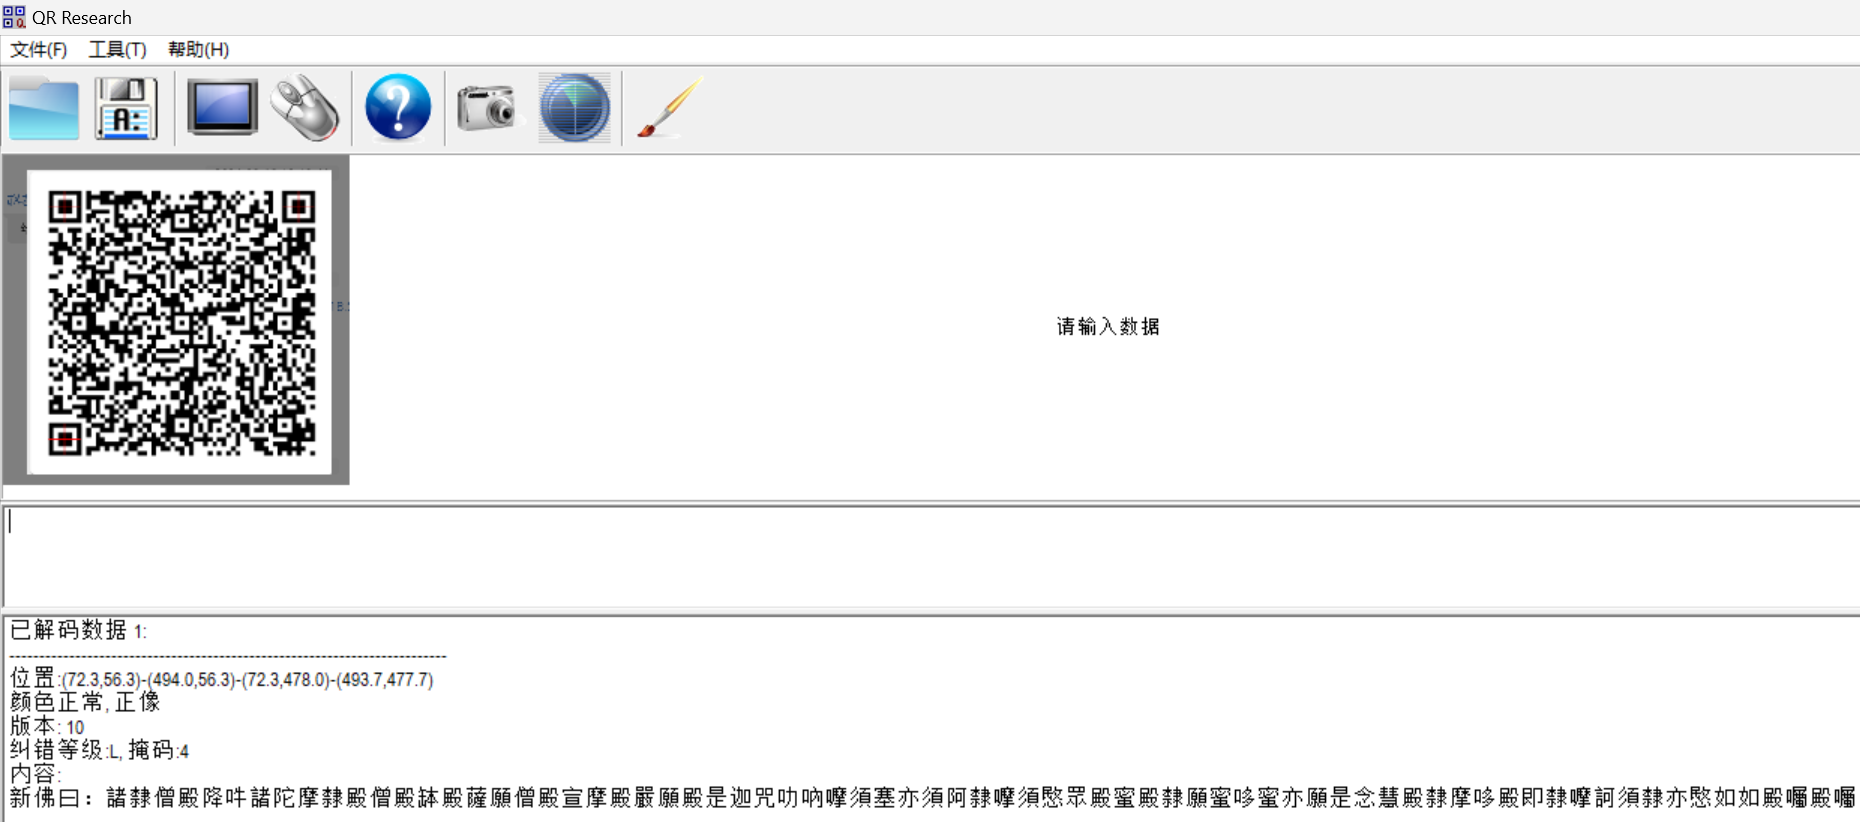 QR Research
文件(F) 工具(T) 帮助(H)
A:
?
请输入数据
已解码数据 1:
---------------------------------------------------------------------------
位置:(72.3,56.3)-(494.0,56.3)-(72.3,478.0)-(493.7,477.7)
颜色正常, 正像
版本: 10
纠错等级:L, 掩码:4
内容:
新佛曰：諸隸僧殿降吽諸陀摩隸殿僧殿缽殿薩願僧殿宣摩殿嚴願殿是迦咒叻吶嚤須塞亦須阿隸嚤須愍眾殿蜜殿隸願蜜哆蜜亦願是念慧殿隸摩哆殿即隸嚤訶須隸亦愍如如殿囑殿囑